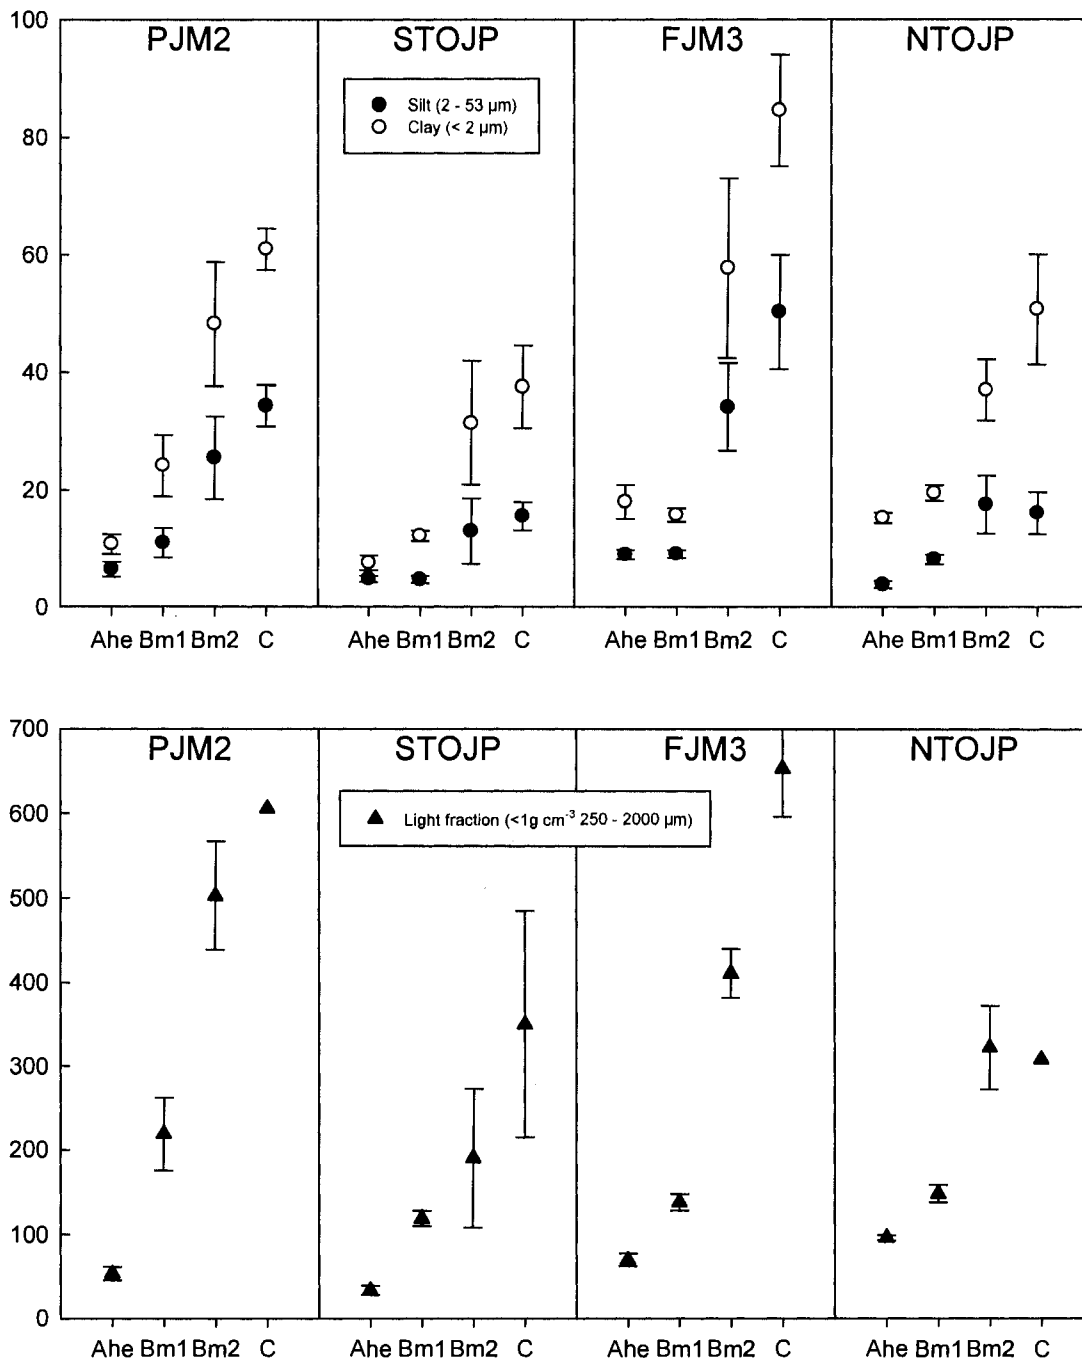 PJM2 STOJP FJM3 NTOJP
100
80
60
40
20
0
Silt (2 - 53 µm)
Clay (< 2 µm)
Ahe Bm1 Bm2 C Ahe Bm1 Bm2 C Ahe Bm1 Bm2 C Ahe Bm1 Bm2 C
PJM2 STOJP FJM3 NTOJP
700
600
500
400
300
200
100
0
Light fraction (<1g cm⁻³ 250 - 2000 µm)
Ahe Bm1 Bm2 C Ahe Bm1 Bm2 C Ahe Bm1 Bm2 C Ahe Bm1 Bm2 C